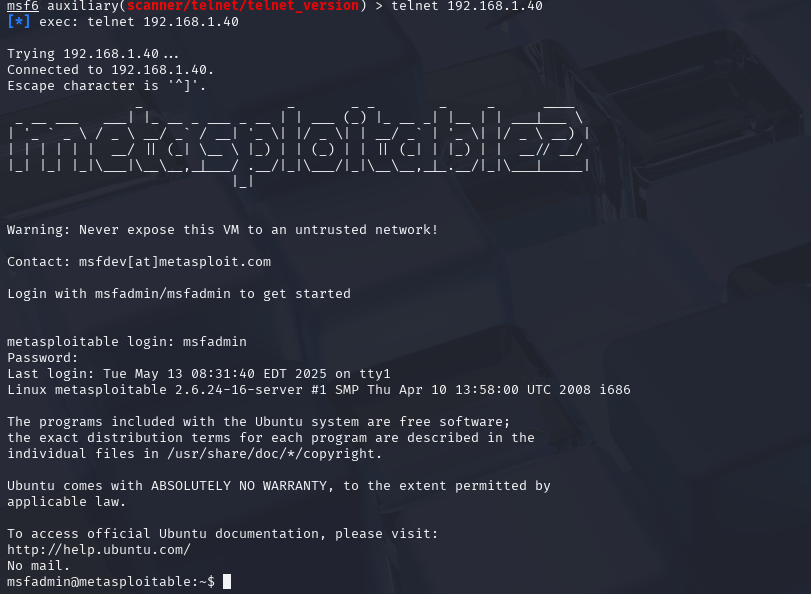 msf6 auxiliary(scanner/telnet/telnet_version) > telnet 192.168.1.40
[*] exec: telnet 192.168.1.40
Trying 192.168.1.40...
Connected to 192.168.1.40.
Escape character is '^]'.
metasploitable2
Warning: Never expose this VM to an untrusted network!
Contact: msfdev[at]metasploit.com
Login with msfadmin/msfadmin to get started
metasploitable login: msfadmin
Password:
Last login: Tue May 13 08:31:40 EDT 2025 on tty1
Linux metasploitable 2.6.24-16-server #1 SMP Thu Apr 10 13:58:00 UTC 2008 i686
The programs included with the Ubuntu system are free software;
the exact distribution terms for each program are described in the
individual files in /usr/share/doc/*/copyright.
Ubuntu comes with ABSOLUTELY NO WARRANTY, to the extent permitted by
applicable law.
To access official Ubuntu documentation, please visit:
http://help.ubuntu.com/
No mail.
msfadmin@metasploitable:~$